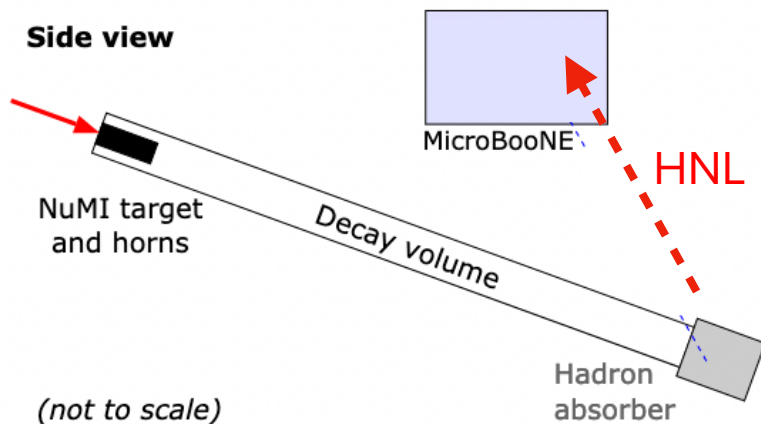 Side view
MicroBooNE
HNL
NuMI target
and horns
Decay volume
Hadron
absorber
(not to scale)